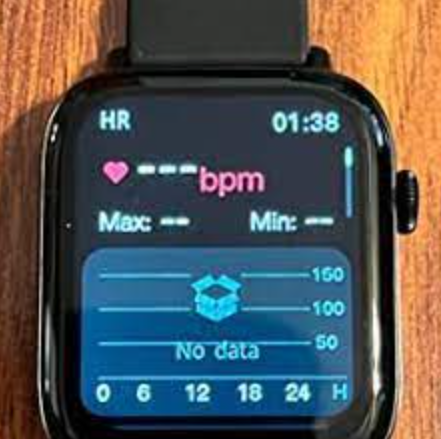 HR 01:38
--- bpm
Max: -- Min: --
150
100
50
No data
0 6 12 18 24 H